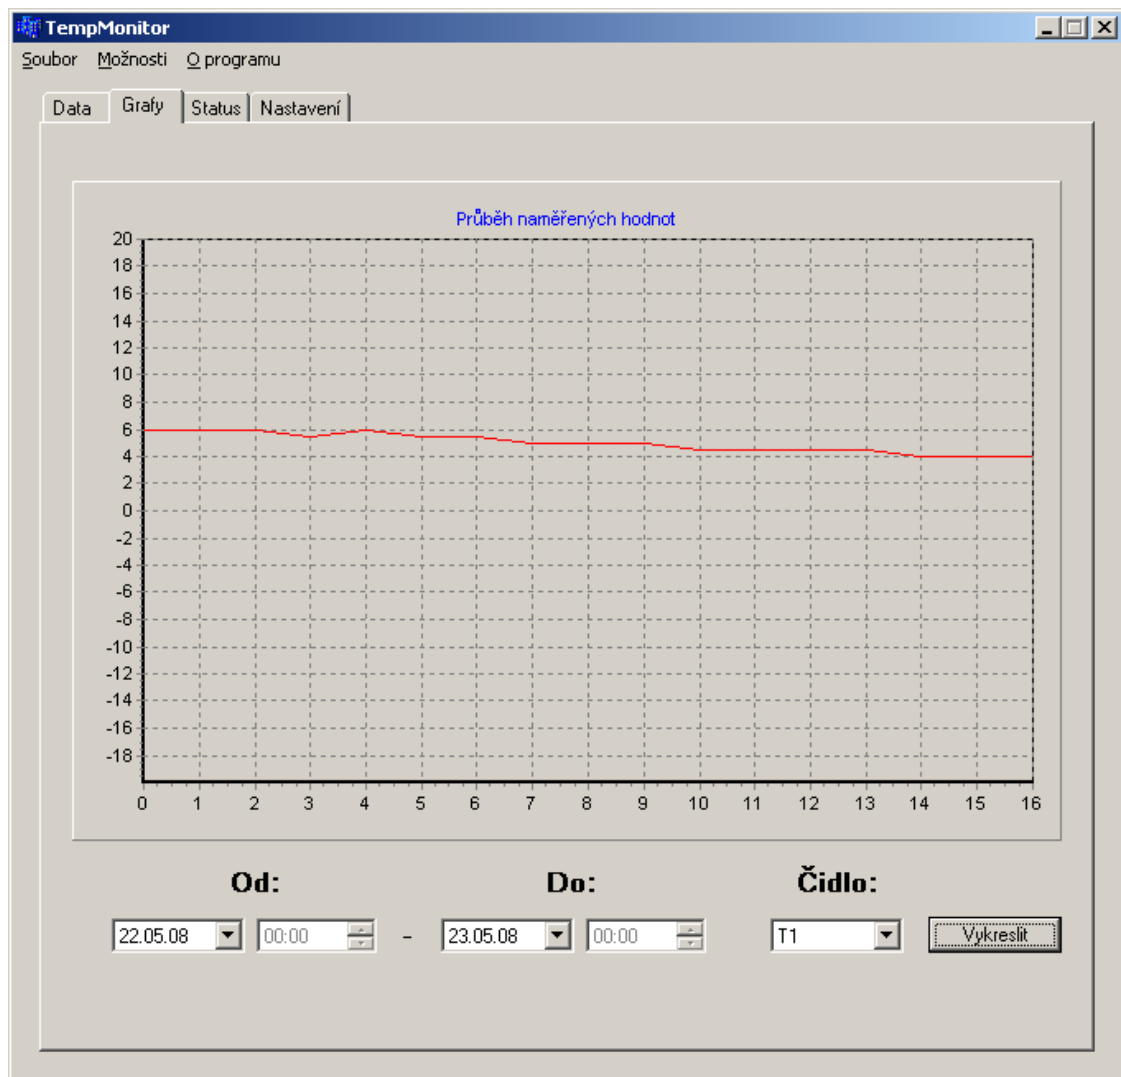 TempMonitor
Soubor Možnosti O programu
Data Grafy Status Nastavení
Průběh naměřených hodnot
20
18
16
14
12
10
8
6
4
2
0
-2
-4
-6
-8
-10
-12
-14
-16
-18
0 1 2 3 4 5 6 7 8 9 10 11 12 13 14 15 16
Od: Do: Čidlo:
22.05.08 00:00 - 23.05.08 00:00 T1 Vykreslit